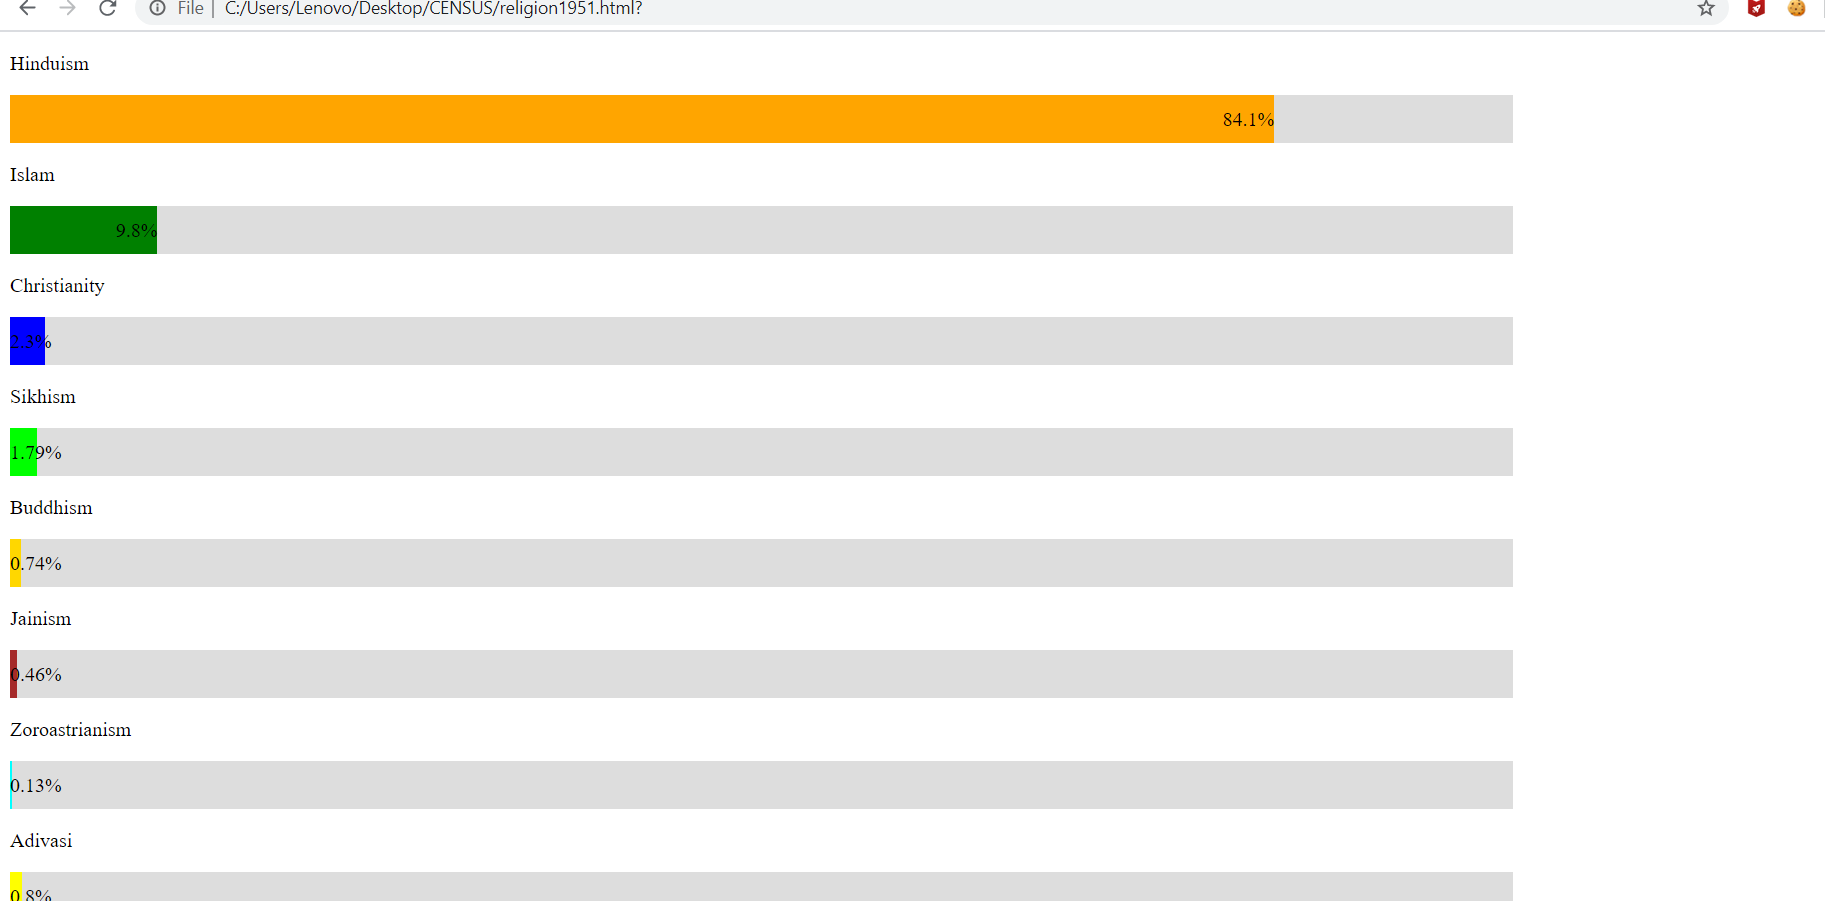 File | C:/Users/Lenovo/Desktop/CENSUS/religion1951.html?
Hinduism
84.1%
Islam
9.8%
Christianity
2.3%
Sikhism
1.79%
Buddhism
0.74%
Jainism
0.46%
Zoroastrianism
0.13%
Adivasi
0.8%